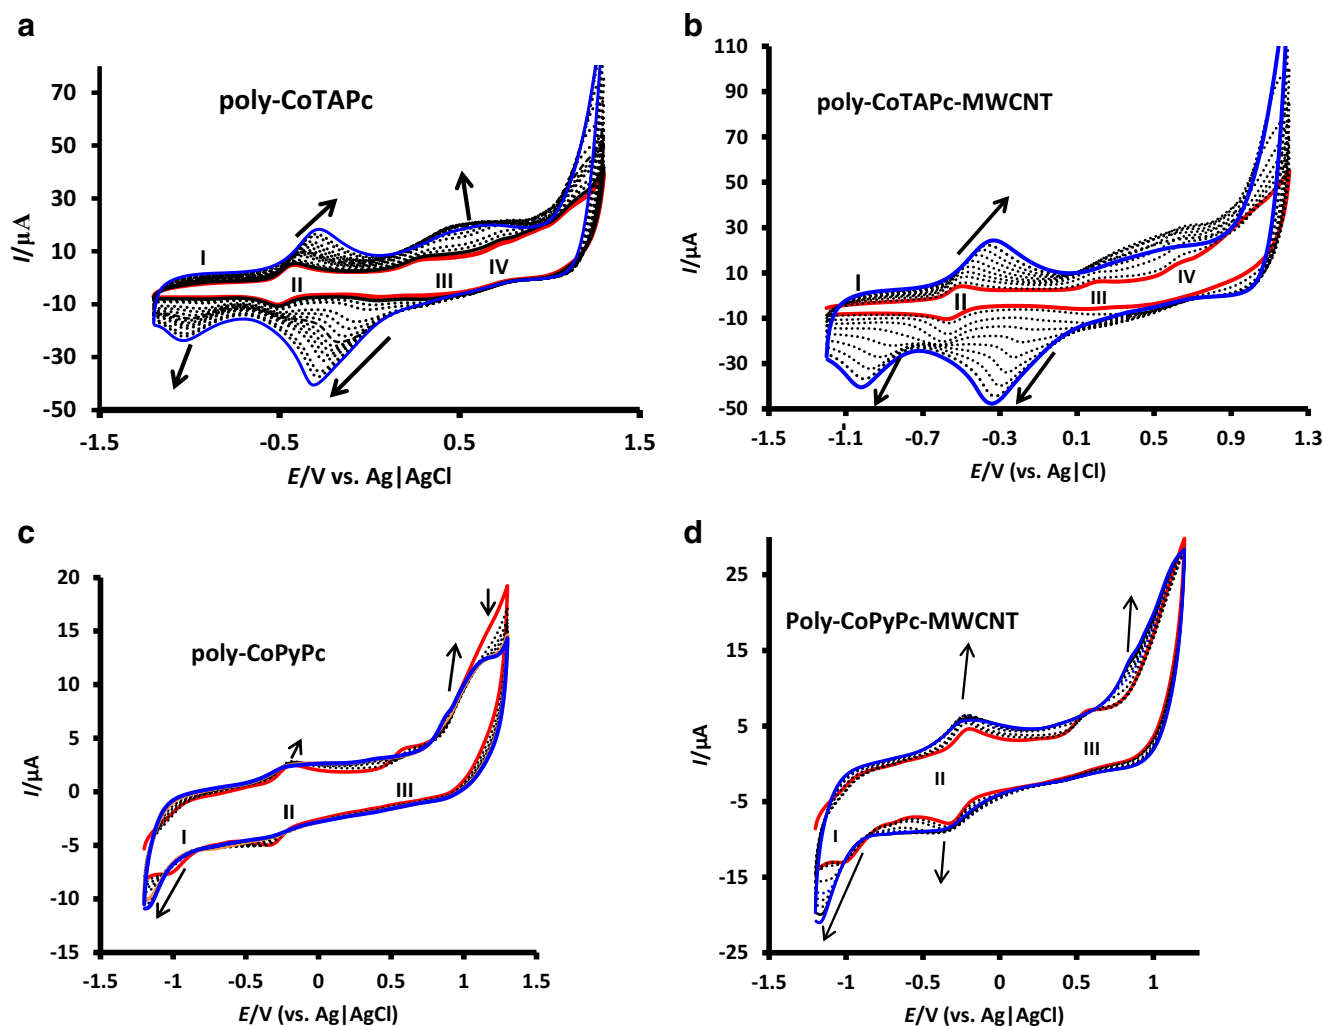 a
70
50
30
10
-10
-30
-50
I/µA
poly-CoTAPc
I
II
III
IV
-1.5
-0.5
0.5
1.5
E/V vs. Ag|AgCl
b
110
90
70
50
30
10
-10
-30
-50
I/µA
poly-CoTAPc-MWCNT
I
II
III
IV
-1.5
-1.1
-0.7
-0.3
0.1
0.5
0.9
1.3
E/V (vs. Ag|Cl)
c
20
15
10
5
0
-5
-10
-15
I/µA
poly-CoPyPc
I
II
III
-1.5
-1
-0.5
0
0.5
1
1.5
E/V (vs. Ag|AgCl)
d
25
15
5
-5
-15
-25
I/µA
Poly-CoPyPc-MWCNT
I
II
III
-1.5
-1
-0.5
0
0.5
1
E/V (vs. Ag|AgCl)